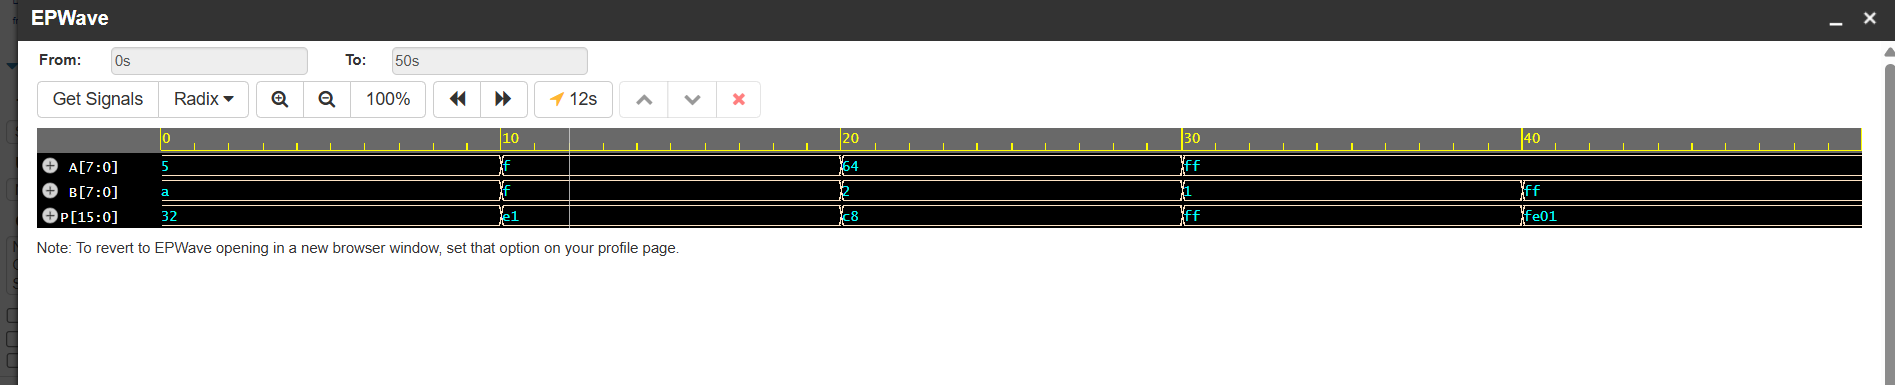 EPWave
From: 0s To: 50s
Get Signals Radix 100% 12s
0 10 20 30 40
A[7:0] 5 f 64 ff
B[7:0] a f 2 1 ff
P[15:0] 32 e1 c8 ff fe01
Note: To revert to EPWave opening in a new browser window, set that option on your profile page.